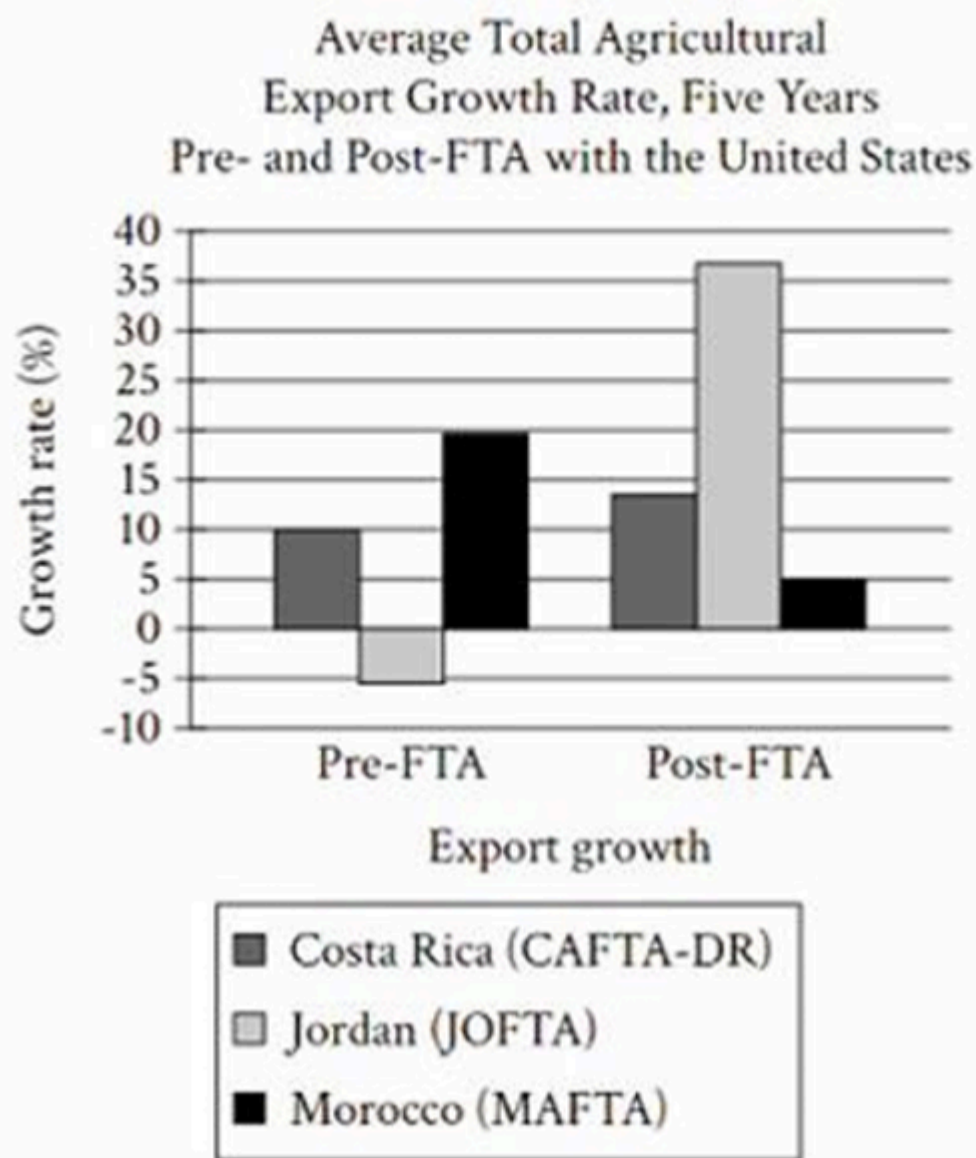 Average Total Agricultural
Export Growth Rate, Five Years
Pre- and Post-FTA with the United States
Growth rate (%)
40
35
30
25
20
15
10
5
0
-5
-10
Pre-FTA Post-FTA
Export growth
Costa Rica (CAFTA-DR)
Jordan (JOFTA)
Morocco (MAFTA)